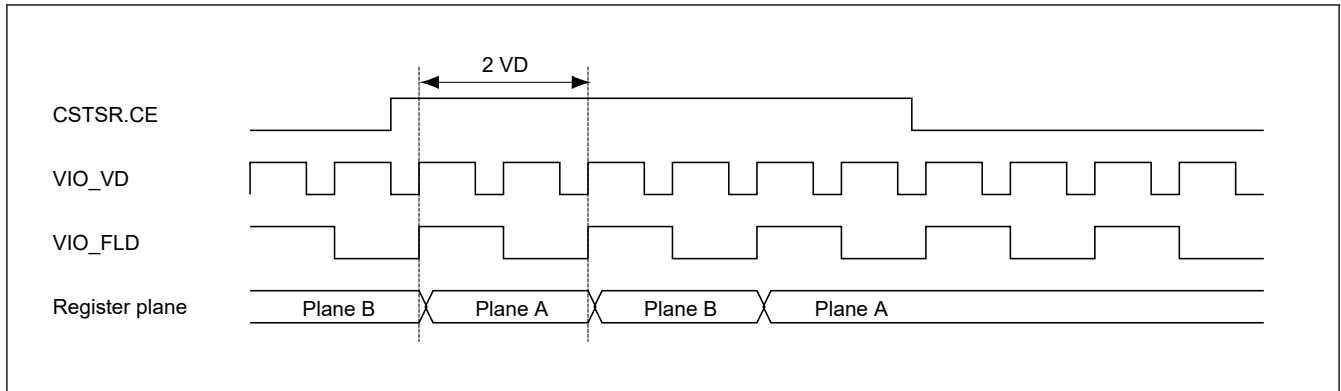 2 VD
CSTSR.CE
VIO_VD
VIO_FLD
Register plane Plane B Plane A Plane B Plane A